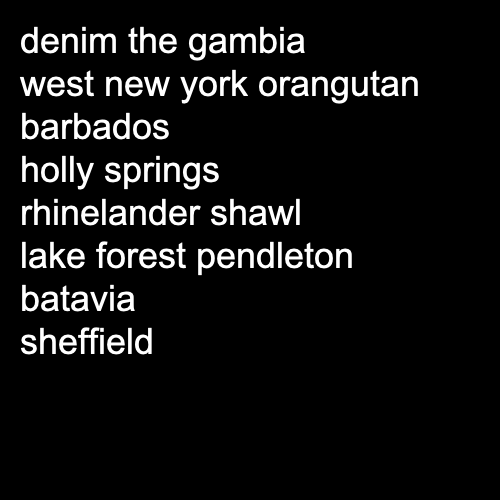 denim the gambia
west new york orangutan
barbados
holly springs
rhinelander shawl
lake forest pendleton
batavia
sheffield